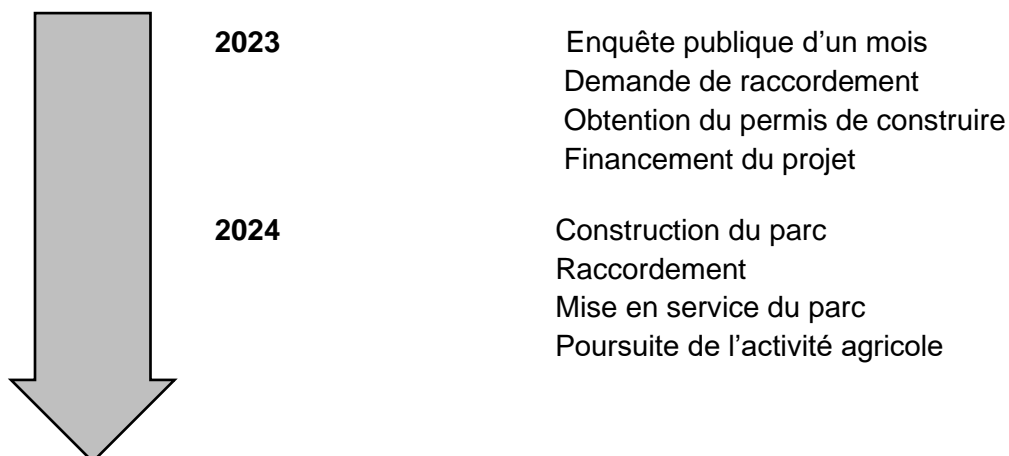 2023 Enquête publique d’un mois
Demande de raccordement
Obtention du permis de construire
Financement du projet
2024 Construction du parc
Raccordement
Mise en service du parc
Poursuite de l’activité agricole